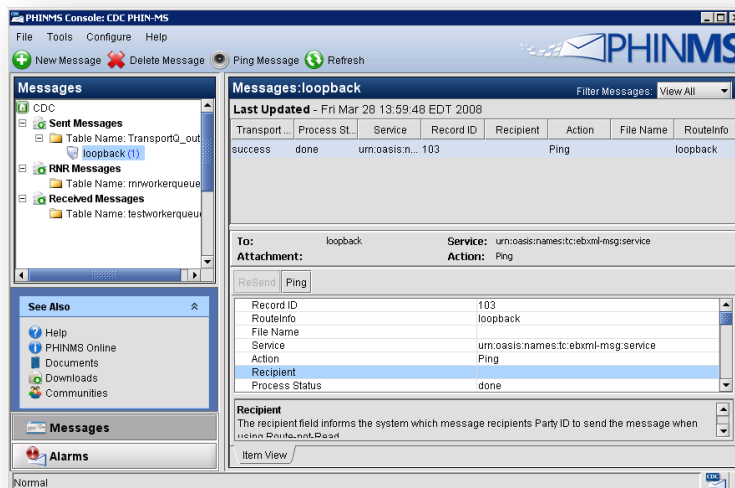 PHINMS Console: CDC PHIN-MS
File Tools Configure Help
New Message Delete Message Ping Message Refresh
PHINMS
Messages
CDC
Sent Messages
Table Name: TransportQ_out
loopback (1)
RNR Messages
Table Name: rnrworkerqueue
Received Messages
Table Name: testworkerqueu
See Also
Help
PHINMS Online
Documents
Downloads
Communities
Messages
Alarms
Messages:loopback
Filter Messages: View All
Last Updated - Fri Mar 28 13:59:48 EDT 2008
Transport ... Process St... Service Record ID Recipient Action File Name RouteInfo
success done urn:oasis:n... 103 Ping loopback
To: loopback Service: urn:oasis:names:tc:ebxml-msg:service
Attachment: Action: Ping
ReSend Ping
Record ID 103
RouteInfo loopback
File Name
Service urn:oasis:names:tc:ebxml-msg:service
Action Ping
Recipient
Process Status done
Recipient
The recipient field informs the system which message recipients Party ID to send the message when
using Route-not-Read
Item View
Normal
CDC